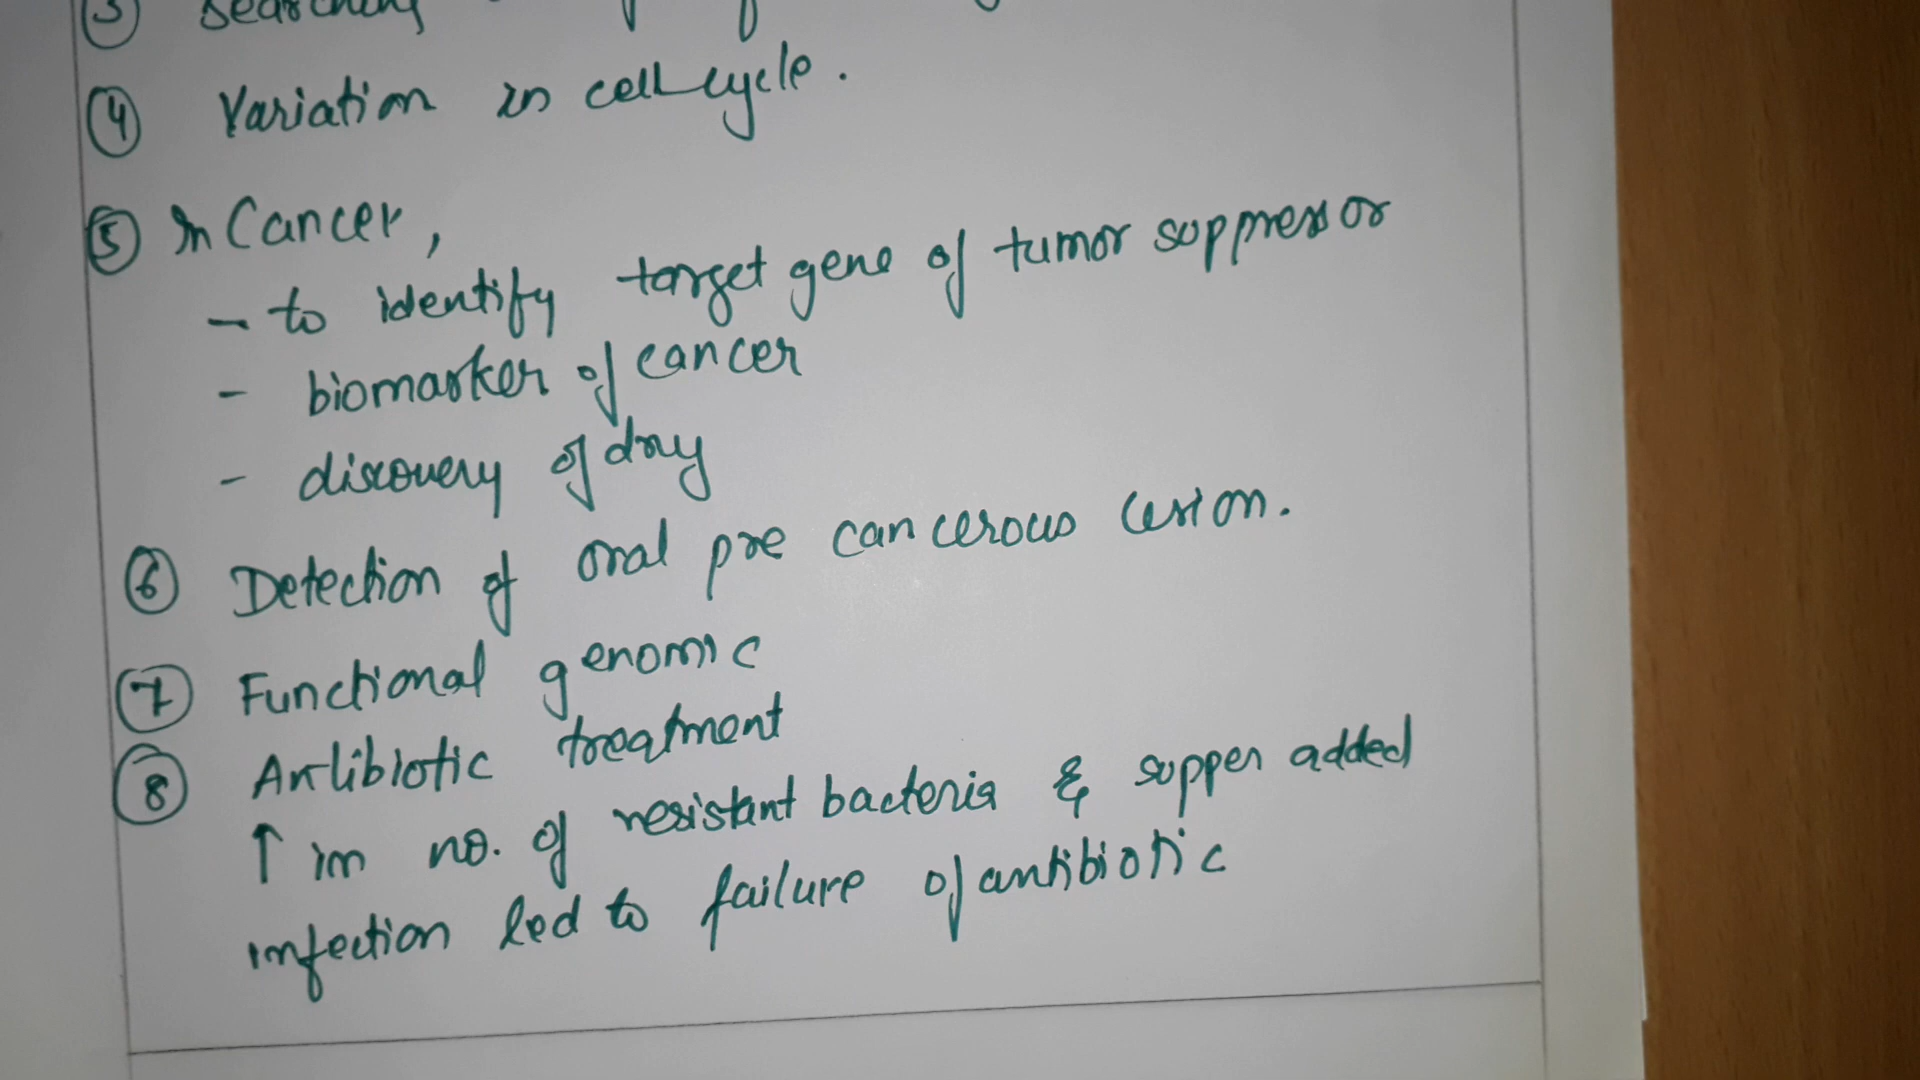 ③ Searching
④ Variation in cell cycle.
⑤ In Cancer,
- to identify target gene of tumor suppressor
- biomarker of cancer
- discovery of drug
⑥ Detection of oral pre cancerous lesion.
⑦ Functional genomic
⑧ Antibiotic treatment
↑ in no. of resistant bacteria & supper added
infection led to failure of antibiotic